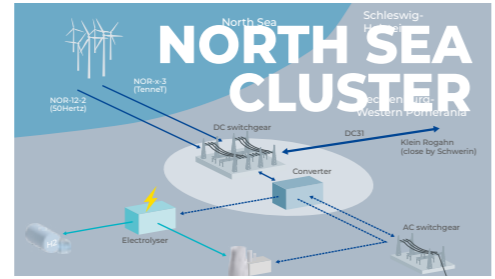 North Sea
Schleswig-
NORTH SEA
CLUSTER
NOR-x-3
(TenneT)
NOR-12-2
(50Hertz)
Western Pomerania
DC switchgear
DC31
Klein Rogahn
(close by Schwerin)
Converter
Electrolyser
AC switchgear
H2